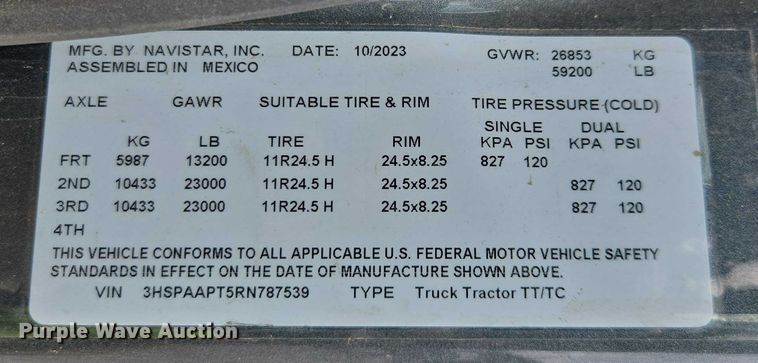 MFG. BY NAVISTAR, INC. DATE: 10/2023 GVWR: 26853 KG
ASSEMBLED IN MEXICO 59200 LB
AXLE GAWR SUITABLE TIRE & RIM TIRE PRESSURE (COLD)
SINGLE DUAL
KG LB TIRE RIM KPA PSI KPA PSI
FRT 5987 13200 11R24.5 H 24.5x8.25 827 120
2ND 10433 23000 11R24.5 H 24.5x8.25 827 120
3RD 10433 23000 11R24.5 H 24.5x8.25 827 120
4TH
THIS VEHICLE CONFORMS TO ALL APPLICABLE U.S. FEDERAL MOTOR VEHICLE SAFETY
STANDARDS IN EFFECT ON THE DATE OF MANUFACTURE SHOWN ABOVE.
VIN 3HSPAAPT5RN787539 TYPE Truck Tractor TT/TC
Purple Wave Auction